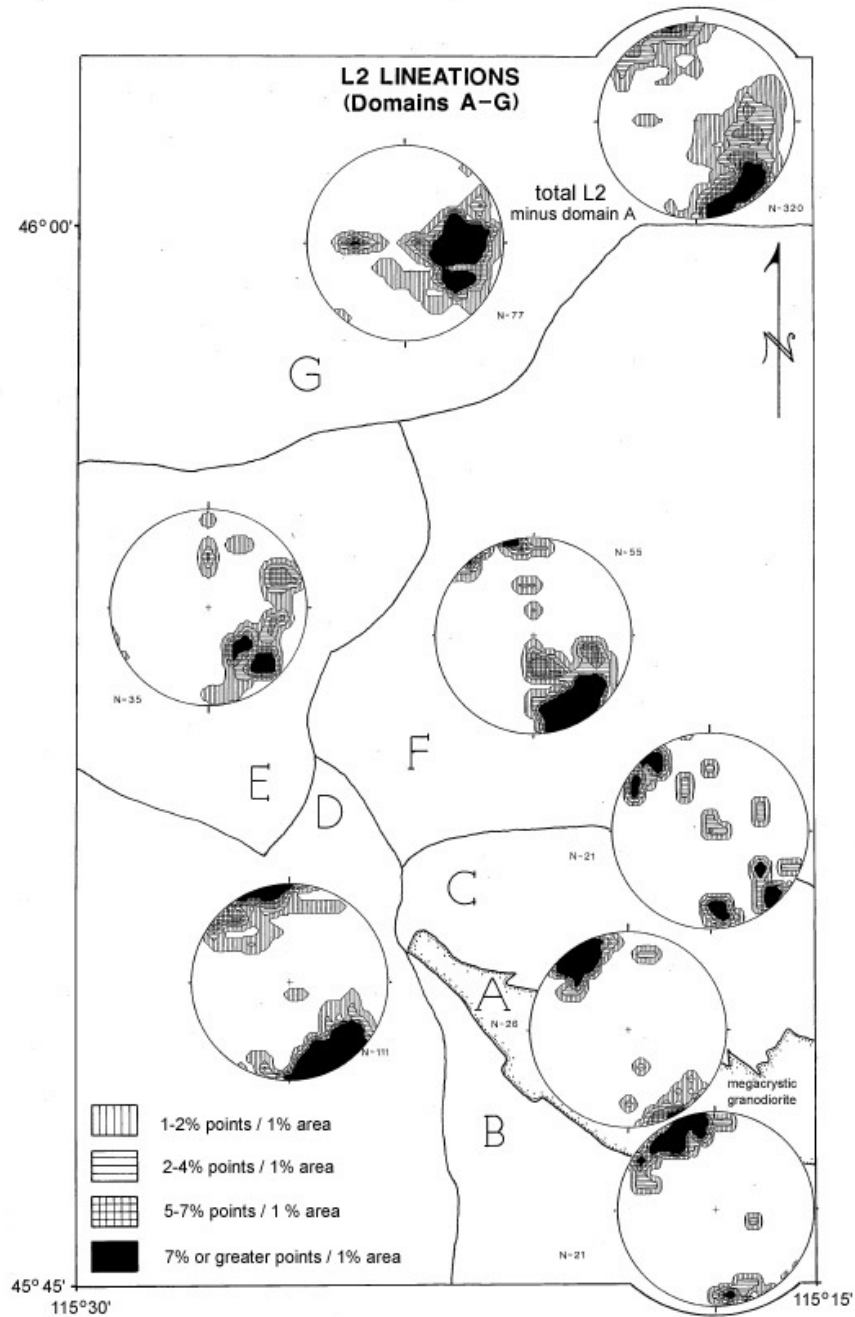 L2 LINEATIONS
(Domains A-G)
total L2
minus domain A
N-320
46° 00'
N-77
N
G
N-55
N-35
F
E
D
N-21
C
A
N-26
N-111
megacrystic
granodiorite
B
1-2% points / 1% area
2-4% points / 1% area
5-7% points / 1 % area
7% or greater points / 1% area
N-21
45° 45'
115° 30'
115° 15'